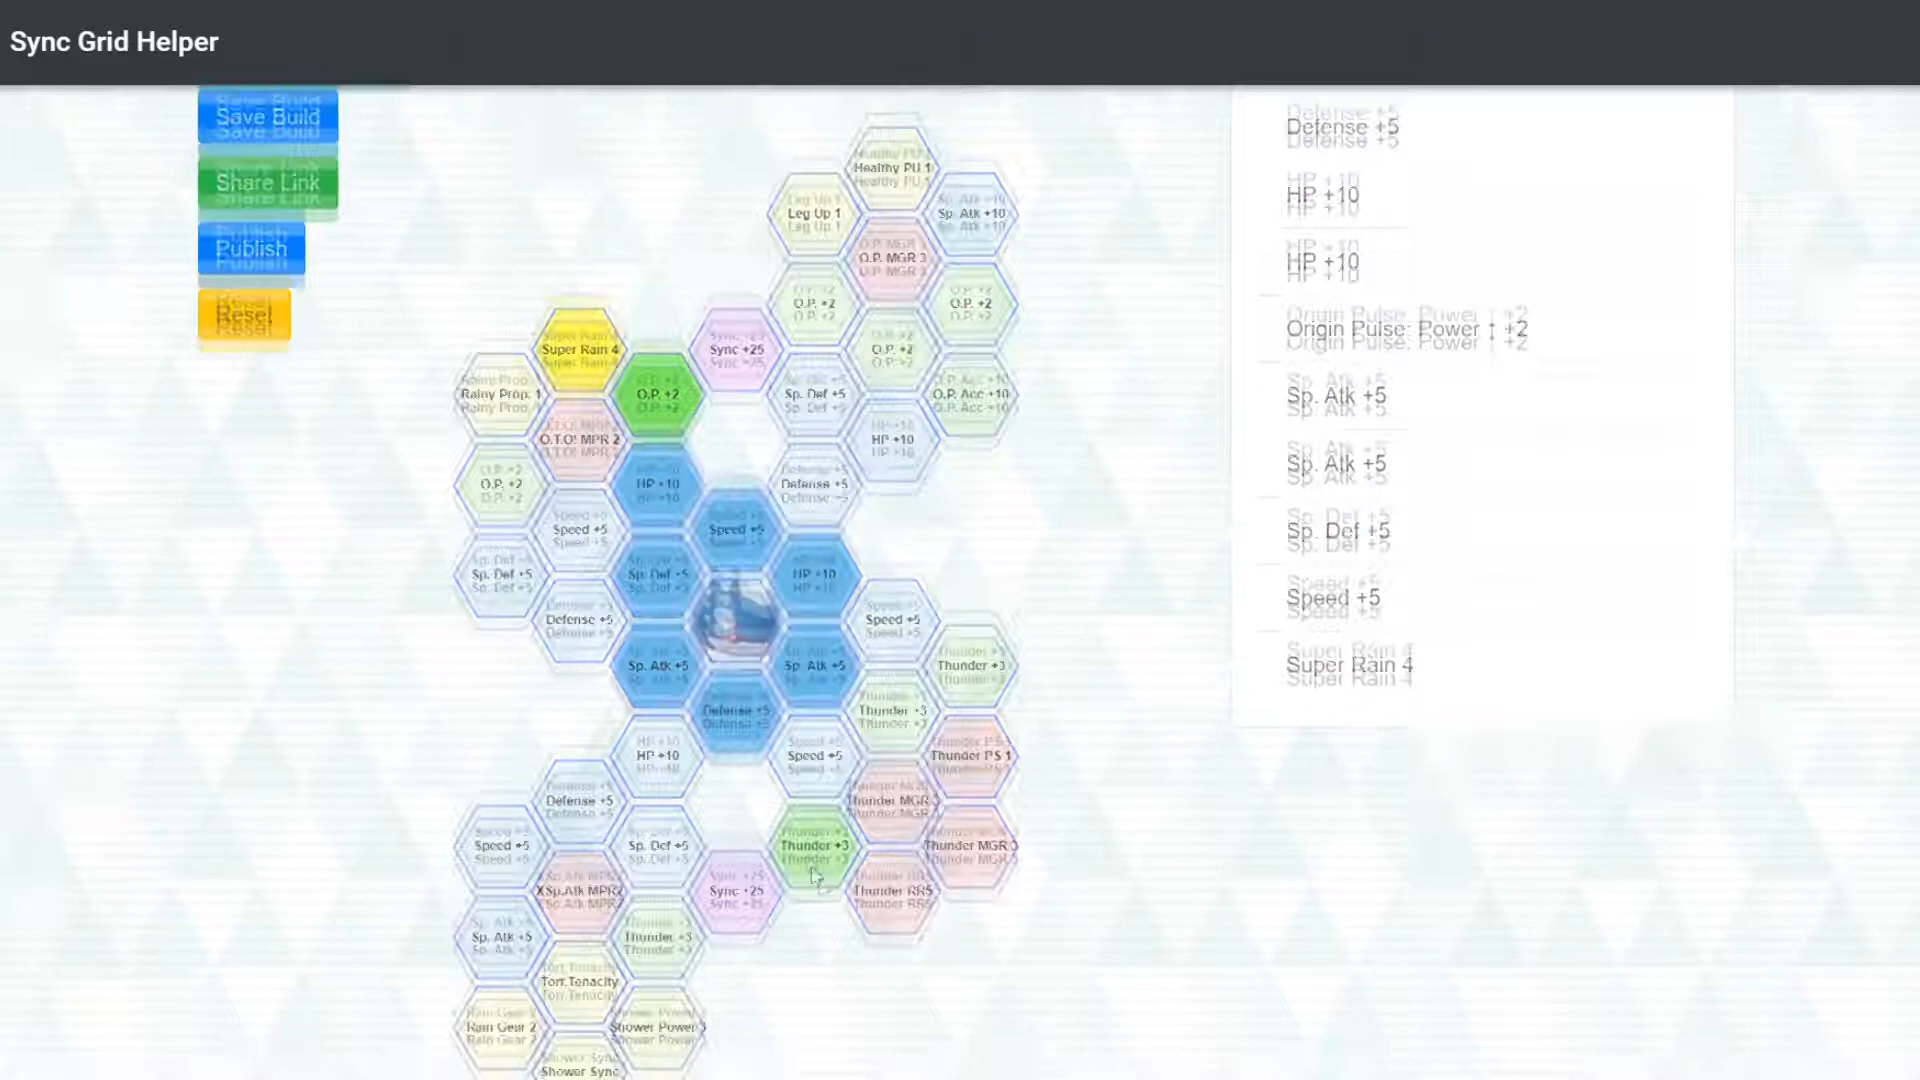 Sync Grid Helper
Save Build
Share Link
Publish
Reset
Healthy PU 1
Leg Up 1
Sp. Atk +10
O.P. MGR 3
O.P. +2
O.P. +2
Super Rain 4
Sync +25
O.P. +2
Rainy Prop. 1
O.P. +2
Sp. Def +5
O.P. Acc +10
O.T.O! MPR 2
HP +10
O.P. +2
HP +10
Defense +5
Speed +5
Speed +5
Sp. Def +5
Sp. Def +5
HP +10
Defense +5
Speed +5
Sp. Atk +5
Sp. Atk +5
Thunder +3
Defense +5
Thunder +3
HP +10
Speed +5
Thunder PS 1
Defense +5
Thunder MGR
Speed +5
Sp. Def +5
Thunder +3
Thunder MGR 3
XSp.Atk MPR2
Sync +25
Thunder RR5
Sp. Atk +5
Thunder +3
Torr.Tenacity
Rain Gear 2
Shower Power 3
Shower Sync
Defense +5
HP +10
HP +10
Origin Pulse: Power ↑ +2
Sp. Atk +5
Sp. Atk +5
Sp. Def +5
Speed +5
Super Rain 4